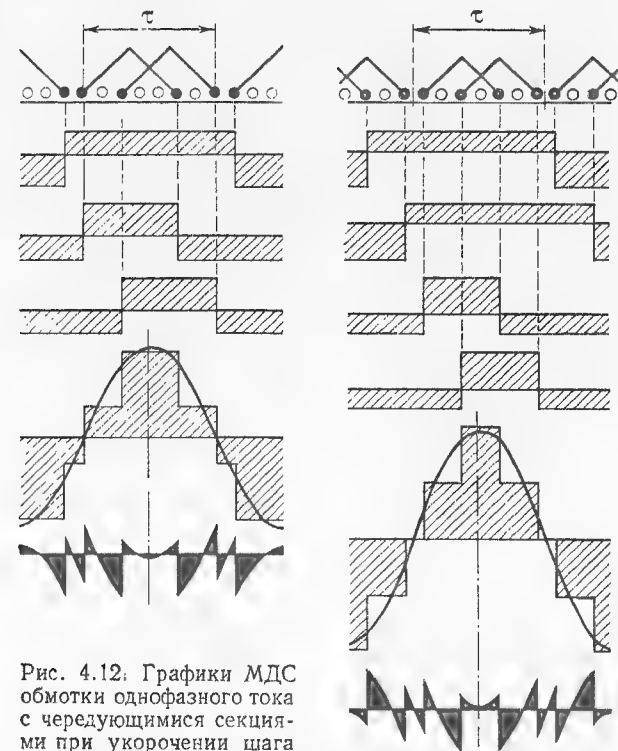 τ
τ
Рис. 4.12. Графики МДС
обмотки однофазного тока
с чередующимися секция-
ми при укорочении шага